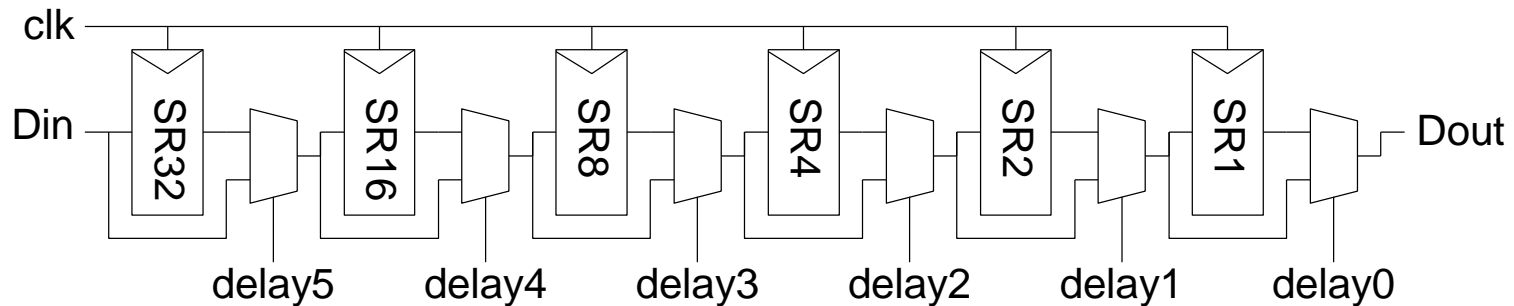 clk
Din
SR32
SR16
SR8
SR4
SR2
SR1
Dout
delay5
delay4
delay3
delay2
delay1
delay0